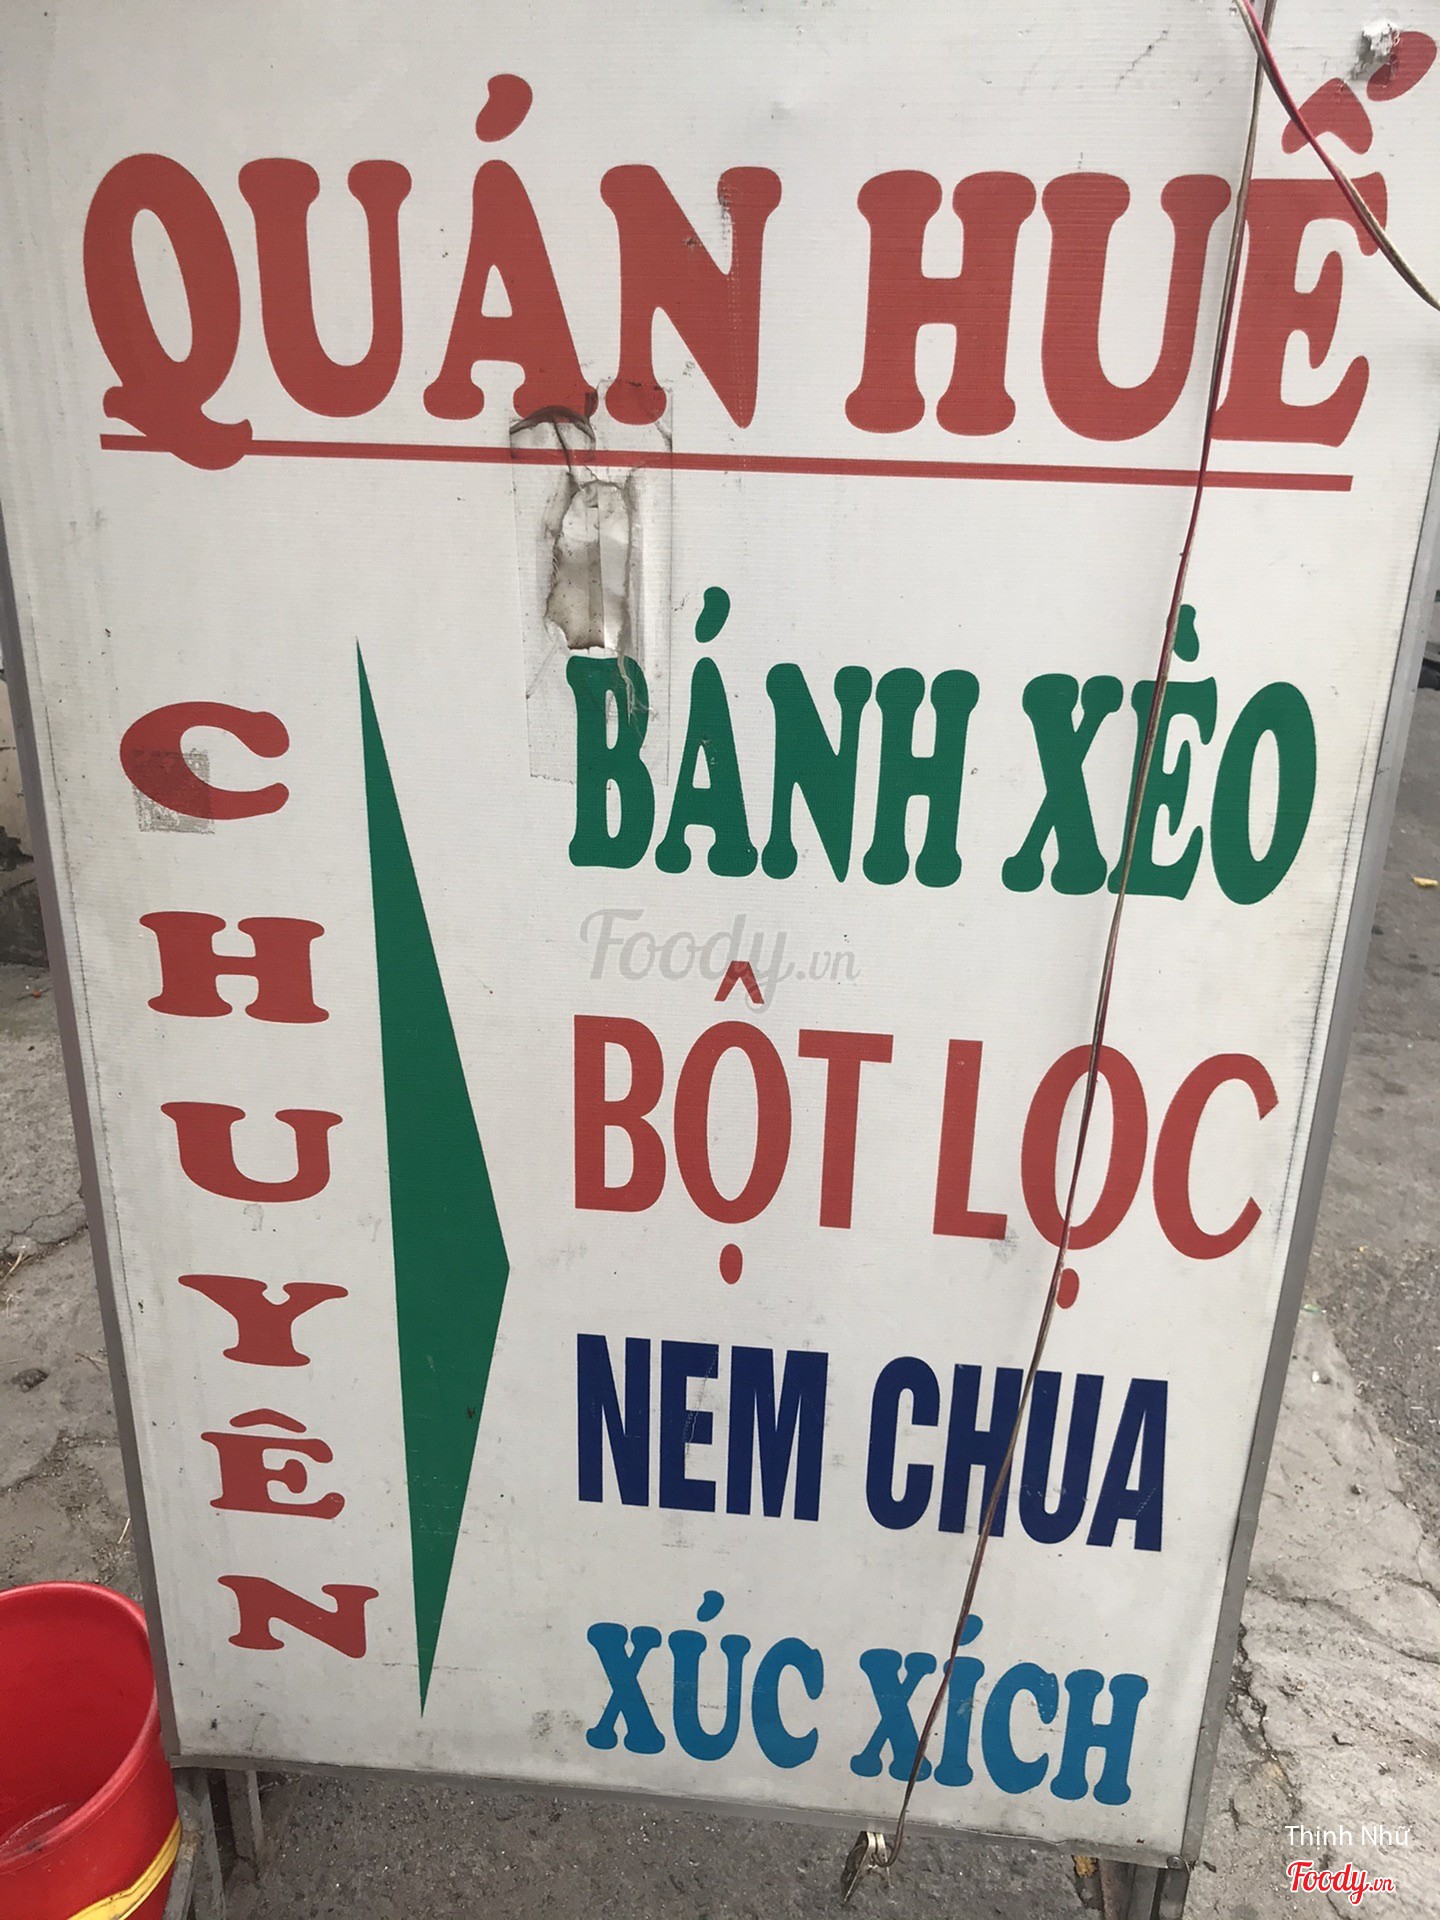 QUÁN HUẾ
CHUYÊN
BÁNH XÈO
BỘT LỌC
NEM CHUA
XÚC XÍCH
Foody.vn
Thinh Như
Foody.vn